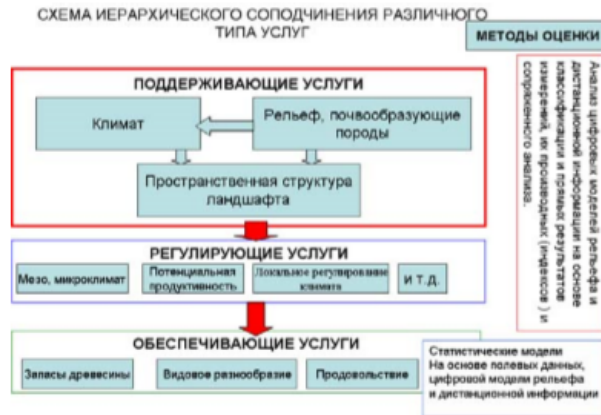 СХЕМА ИЕРАРХИЧЕСКОГО СОПОДЧИНЕНИЯ РАЗЛИЧНОГО
ТИПА УСЛУГ
МЕТОДЫ ОЦЕНКИ
ПОДДЕРЖИВАЮЩИЕ УСЛУГИ
Климат
Рельеф, почвообразующие
породы
Пространственная структура
ландшафта
Анализ цифровых моделей рельефа и
дистанционной информации на основе
классификации и прямых результатов
измерений, их производных (индексов ) и
сопряженного анализа.
РЕГУЛИРУЮЩИЕ УСЛУГИ
Мезо, микроклимат
Потенциальная
продуктивность
Локальное регулирование
климата
и т.д.
ОБЕСПЕЧИВАЮЩИЕ УСЛУГИ
Запасы древесины
Видовое разнообразие
Продовольствие
Статистические модели
На основе полевых данных,
цифровой модели рельефа
и дистанционной информации